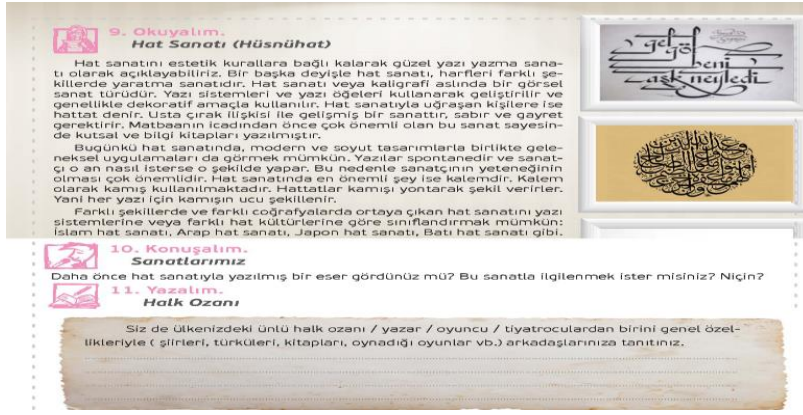 9. Okuyalım.
Hat Sanatı (Hüsnühat)
Hat sanatını estetik kurallara bağlı kalarak güzel yazı yazma sana-
tı olarak açıklayabiliriz. Bir başka deyişle hat sanatı, harfleri farklı şe-
killerde yaratma sanatıdır. Hat sanatı veya kaligrafi aslında bir görsel
sanat türüdür. Yazı sistemleri ve yazı öğeleri kullanarak geliştirilir ve
genellikle dekoratif amaçla kullanılır. Hat sanatıyla uğraşan kişilere ise
hattat denir. Usta çırak ilişkisi ile gelişmiş bir sanattır, sabır ve gayret
gerektirir. Matbaanın icadından önce çok önemli olan bu sanat sayesin-
de kutsal ve bilgi kitapları yazılmıştır.
Bugünkü hat sanatında, modern ve soyut tasarımlarla birlikte gele-
neksel uygulamaları da görmek mümkün. Yazılar spontanedir ve sanat-
çı o an nasıl isterse o şekilde yapar. Bu nedenle sanatçının yeteneğinin
olması çok önemlidir. Hat sanatında en önemli şey ise kalemdir. Kalem
olarak kamış kullanılmaktadır. Hattatlar kamışı yontarak şekil verirler.
Yani her yazı için kamışın ucu şekillenir.
Farklı şekillerde ve farklı coğrafyalarda ortaya çıkan hat sanatını yazı
sistemlerine veya farklı hat kültürlerine göre sınıflandırmak mümkün:
İslam hat sanatı, Arap hat sanatı, Japon hat sanatı, Batı hat sanatı gibi.
gel
gör
beni
aşk neyledi
10. Konuşalım.
Sanatlarımız
Daha önce hat sanatıyla yazılmış bir eser gördünüz mü? Bu sanatla ilgilenmek ister misiniz? Niçin?
11. Yazalım.
Halk Ozanı
Siz de ülkenizdeki ünlü halk ozanı / yazar / oyuncu / tiyatroculardan birini genel özel-
likleriyle ( şiirleri, türküleri, kitapları, oynadığı oyunlar vb.) arkadaşlarınıza tanıtınız.